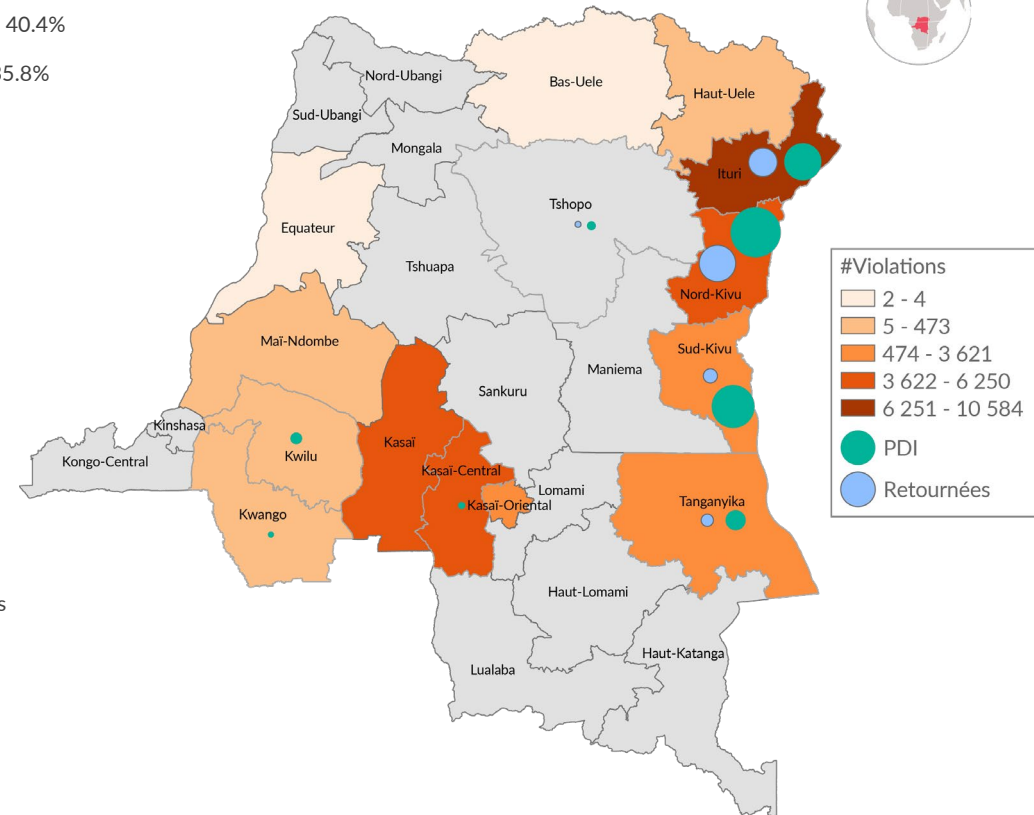 40.4%
35.8%
Nord-Ubangi
Bas-Uele
Haut-Uele
Sud-Ubangi
Mongala
Ituri
Tshopo
Equateur
Tshuapa
Nord-Kivu
Maï-Ndombe
Sud-Kivu
Maniema
Sankuru
Kinshasa
Kasaï
Kwilu
Kongo-Central
Kasaï-Central
Lomami
Kasaï-Oriental
Tanganyika
Kwango
Haut-Lomami
s
Haut-Katanga
Lualaba
#Violations
2 - 4
5 - 473
474 - 3 621
3 622 - 6 250
6 251 - 10 584
PDI
Retournées